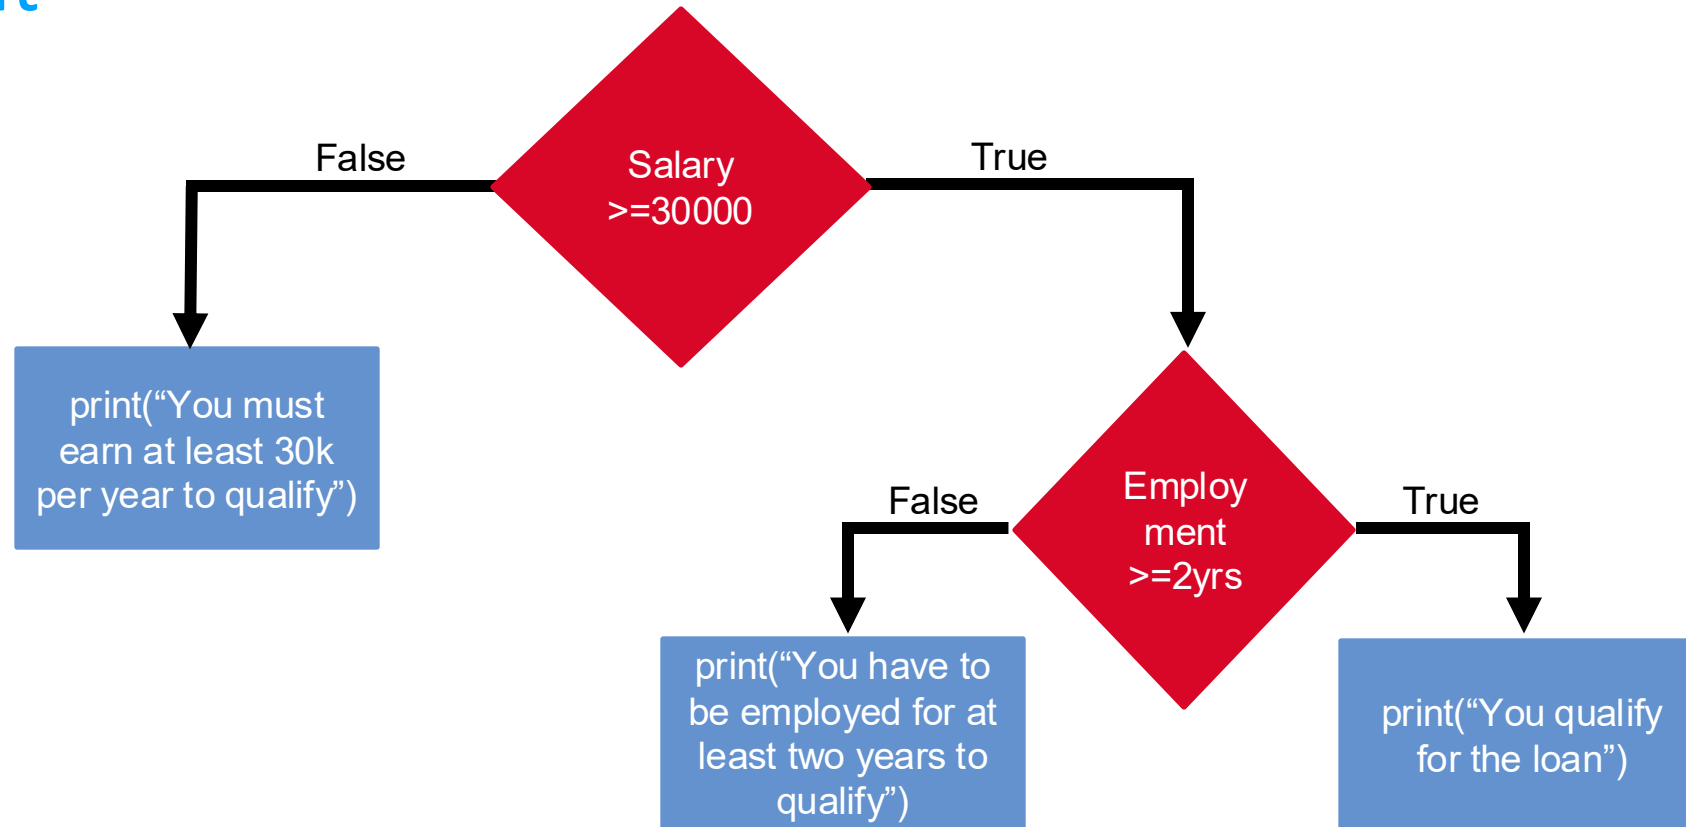 False
Salary
>=30000
True
print(“You must
earn at least 30k
per year to qualify”)
False
Employ
ment
>=2yrs
True
print(“You have to
be employed for at
least two years to
qualify”)
print(“You qualify
for the loan”)